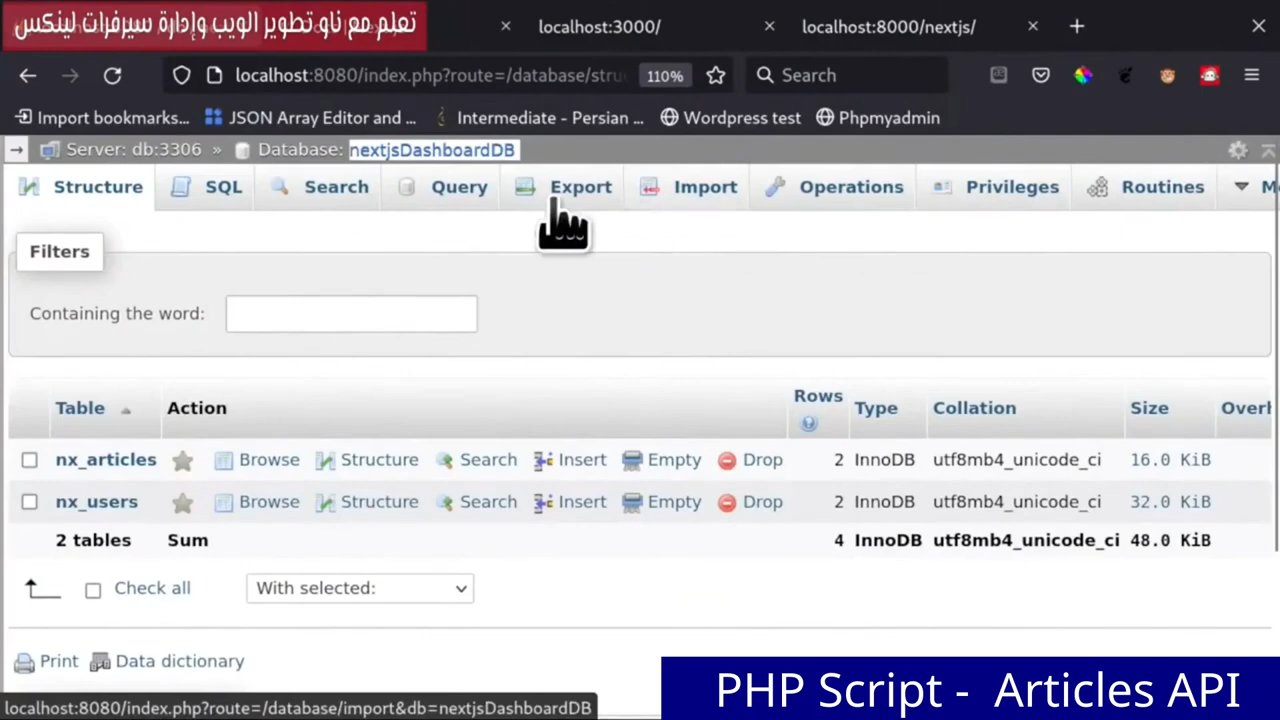 تعلم مع ناو تطوير الويب وإدارة سيرفرات لينكس
localhost:3000/
localhost:8000/nextjs/
localhost:8080/index.php?route=/database/stru
110%
Search
Import bookmarks...
JSON Array Editor and ...
Intermediate - Persian ...
Wordpress test
Phpmyadmin
Server: db:3306 » Database: nextjsDashboardDB
Structure SQL Search Query Export Import Operations Privileges Routines
Filters
Containing the word:
Table Action Rows Type Collation Size
nx_articles Browse Structure Search Insert Empty Drop 2 InnoDB utf8mb4_unicode_ci 16.0 KiB
nx_users Browse Structure Search Insert Empty Drop 2 InnoDB utf8mb4_unicode_ci 32.0 KiB
2 tables Sum 4 InnoDB utf8mb4_unicode_ci 48.0 KiB
Check all With selected:
Print Data dictionary
PHP Script - Articles API
localhost:8080/index.php?route=/database/import&db=nextjsDashboardDB